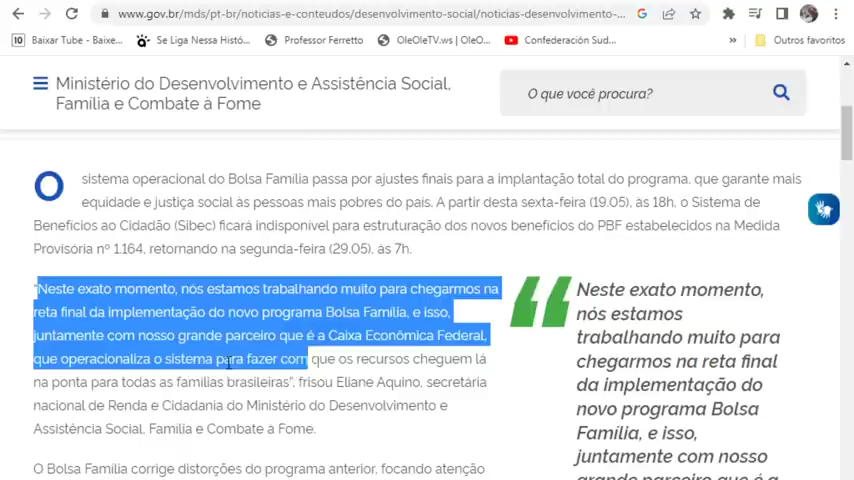 www.gov.br/mds/pt-br/noticias-e-conteudos/desenvolvimento-social/noticias-desenvolvimento-...
Baixar Tube - Baixe...
Se Liga Nessa Histó...
Professor Ferretto
OleOleTV.ws | OleO...
Confederação Sud...
»
Outros favoritos
Ministério do Desenvolvimento e Assistência Social,
Família e Combate à Fome
O que você procura?
O sistema operacional do Bolsa Família passa por ajustes finais para a implantação total do programa, que garante mais
equidade e justiça social às pessoas mais pobres do país. A partir desta sexta-feira (19.05), às 18h, o Sistema de
Benefícios ao Cidadão (Sibec) ficará indisponível para estruturação dos novos benefícios do PBF estabelecidos na Medida
Provisória nº 1.164, retornando na segunda-feira (29.05), às 7h.
“Neste exato momento, nós estamos trabalhando muito para chegarmos na
reta final da implementação do novo programa Bolsa Família, e isso,
juntamente com nosso grande parceiro que é a Caixa Econômica Federal,
que operacionaliza o sistema para fazer com que os recursos cheguem lá
na ponta para todas as famílias brasileiras”, frisou Eliane Aquino, secretária
nacional de Renda e Cidadania do Ministério do Desenvolvimento e
Assistência Social, Família e Combate à Fome.
O Bolsa Família corrige distorções do programa anterior, focando atenção
Neste exato momento,
nós estamos
trabalhando muito para
chegarmos na reta final
da implementação do
novo programa Bolsa
Família, e isso,
juntamente com nosso
grande parceiro que é a